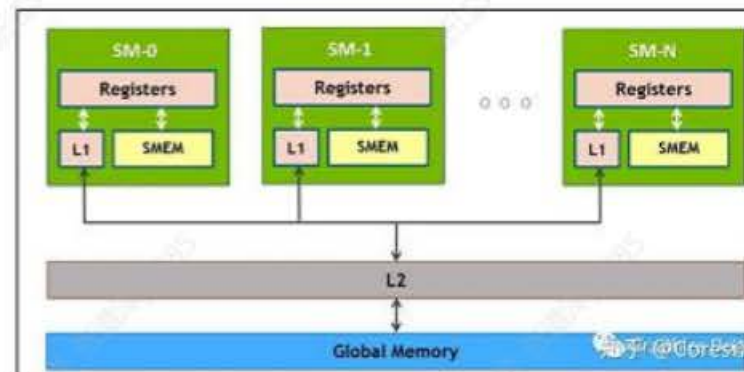 SM-0 SM-1 SM-N
Registers Registers Registers
L1 SMEM L1 SMEM L1 SMEM
L2
Global Memory